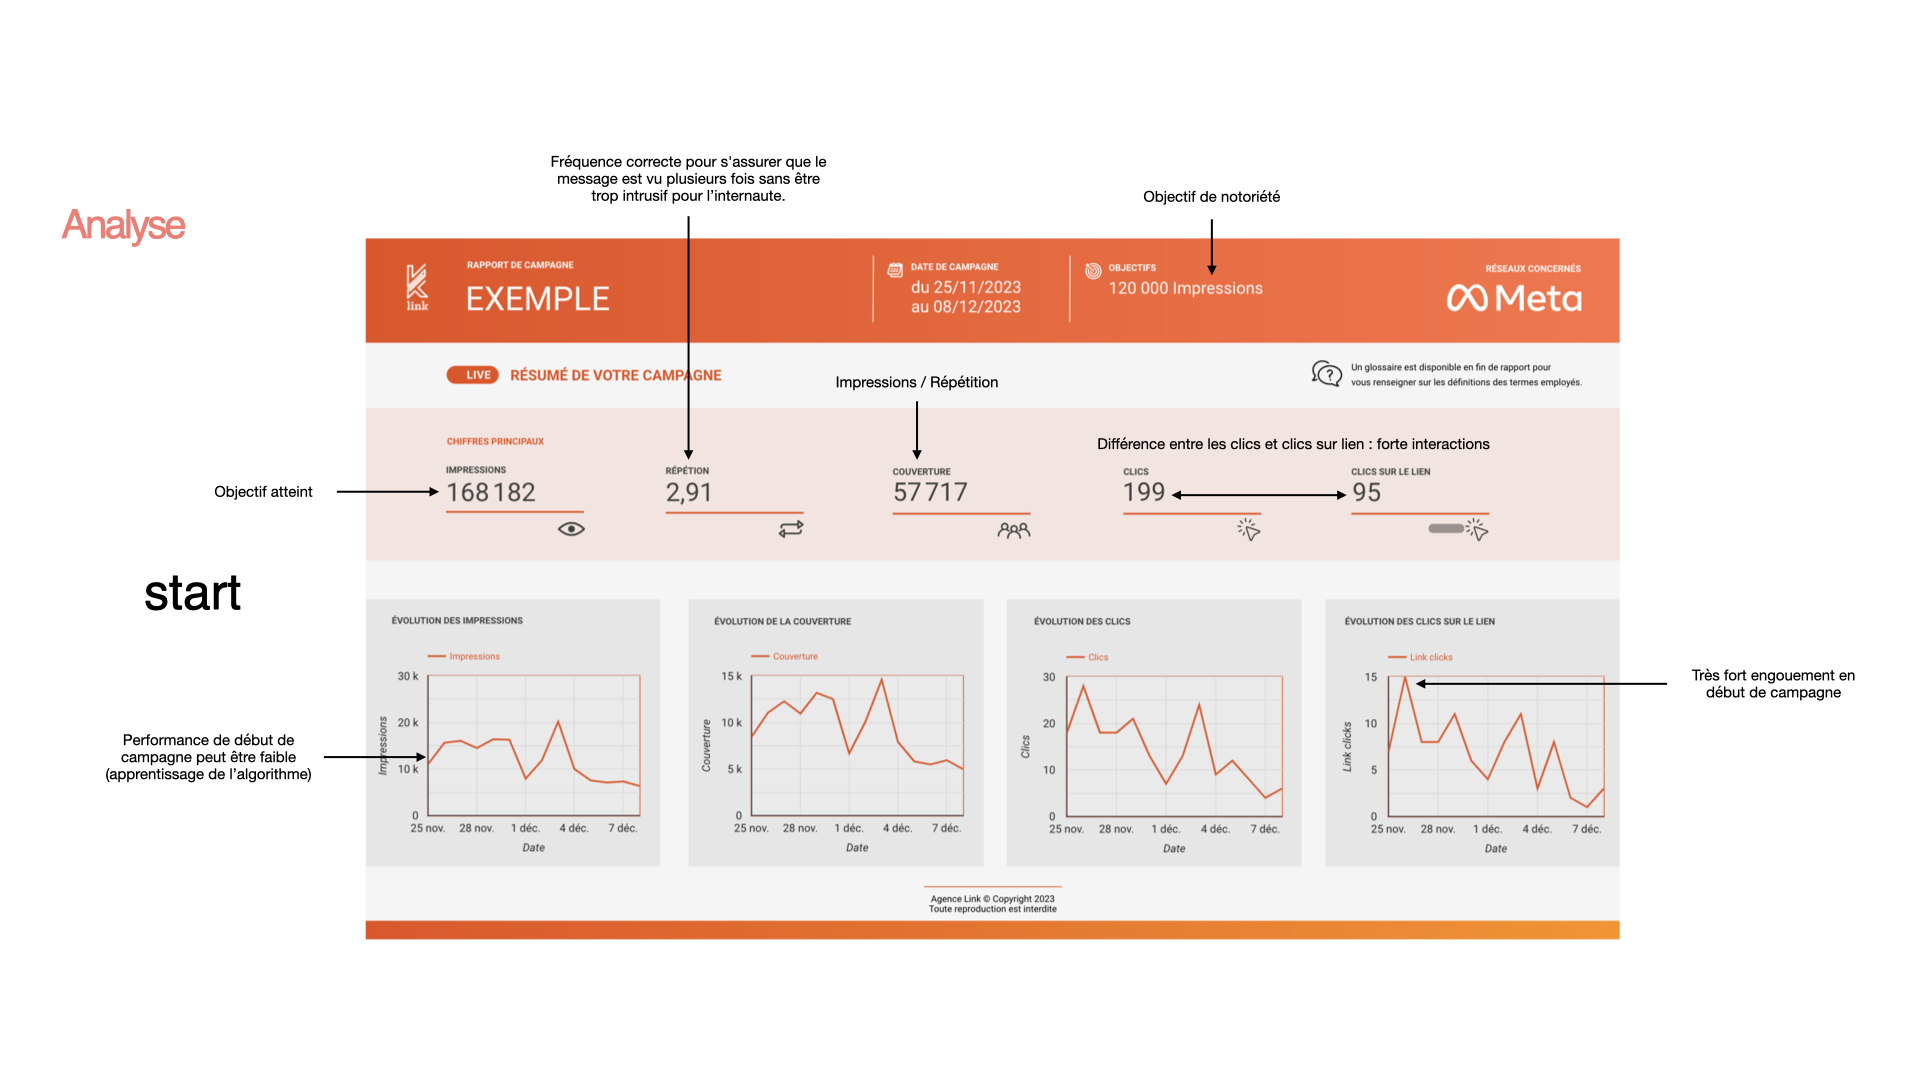 Fréquence correcte pour s'assurer que le
message est vu plusieurs fois sans être
trop intrusif pour l'internaute.
Objectif de notoriété
Analyse
link
RAPPORT DE CAMPAGNE
EXEMPLE
DATE DE CAMPAGNE
du 25/11/2023
au 08/12/2023
OBJECTIFS
120 000 Impressions
RÉSEAUX CONCERNÉS
Meta
LIVE
RÉSUMÉ DE VOTRE CAMPAGNE
Impressions / Répétition
Un glossaire est disponible en fin de rapport pour
vous renseigner sur les définitions des termes employés.
CHIFFRES PRINCIPAUX
Différence entre les clics et clics sur lien : forte interactions
Objectif atteint
IMPRESSIONS
168 182
RÉPÉTION
2,91
COUVERTURE
57 717
CLICS
199
CLICS SUR LE LIEN
95
start
ÉVOLUTION DES IMPRESSIONS
Impressions
30 k
20 k
10 k
0
Impressions
25 nov. 28 nov. 1 déc. 4 déc. 7 déc.
Date
ÉVOLUTION DE LA COUVERTURE
Couverture
15 k
10 k
5 k
0
Couverture
25 nov. 28 nov. 1 déc. 4 déc. 7 déc.
Date
ÉVOLUTION DES CLICS
Clics
30
20
10
0
Clics
25 nov. 28 nov. 1 déc. 4 déc. 7 déc.
Date
ÉVOLUTION DES CLICS SUR LE LIEN
Link clicks
15
10
5
0
Link clicks
25 nov. 28 nov. 1 déc. 4 déc. 7 déc.
Date
Très fort engouement en
début de campagne
Performance de début de
campagne peut être faible
(apprentissage de l'algorithme)
Agence Link © Copyright 2023
Toute reproduction est interdite